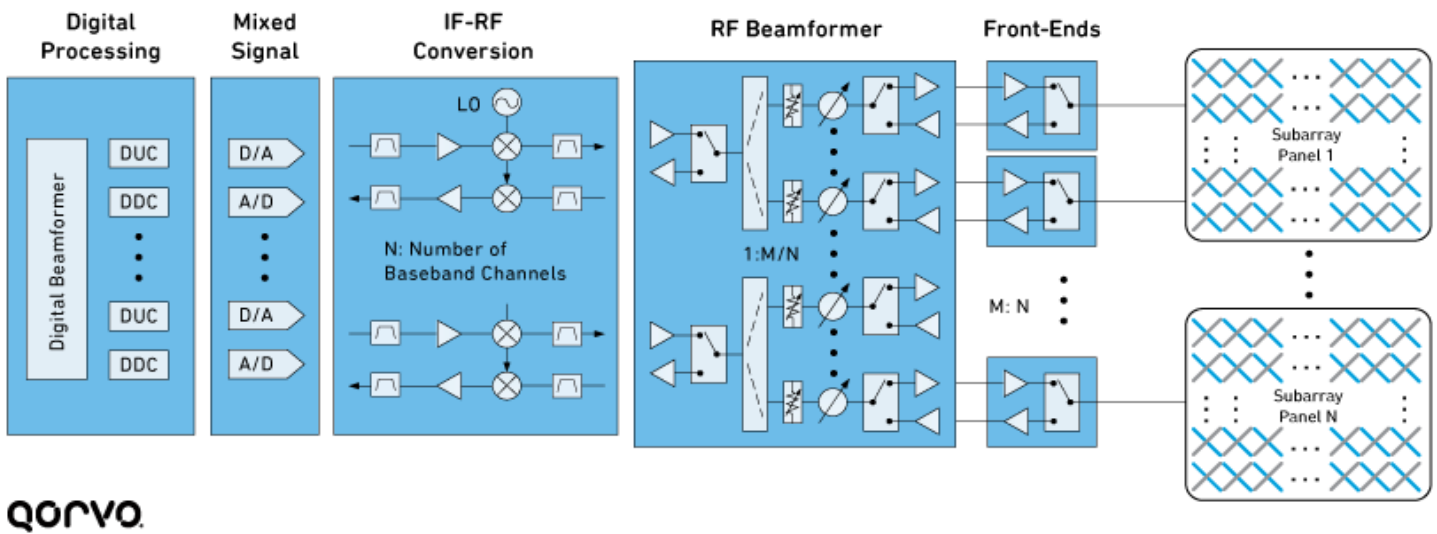 Digital
Processing
Mixed
Signal
IF-RF
Conversion
RF Beamformer
Front-Ends
Digital Beamformer
DUC
DDC
DUC
DDC
D/A
A/D
D/A
A/D
LO
N: Number of
Baseband Channels
1:M/N
M: N
Subarray
Panel 1
Subarray
Panel N
QORVO